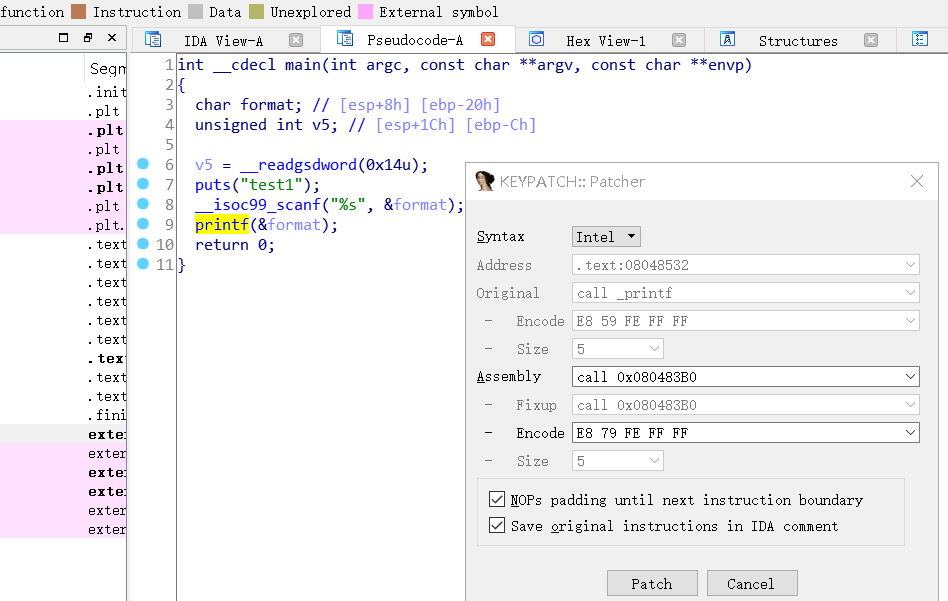 function Instruction Data Unexplored External symbol
IDA View-A Pseudocode-A Hex View-1 Structures
Segm
.init
.plt
.plt
.plt
.plt
.plt
.plt
.plt.
.text
.text
.text
.text
.text
.text
.tex
.text
.text
.fini
exter
exter
exter
exter
exter
exter
1 int __cdecl main(int argc, const char **argv, const char **envp)
2 {
3 char format; // [esp+8h] [ebp-20h]
4 unsigned int v5; // [esp+1Ch] [ebp-Ch]
5
6 v5 = __readgsdword(0x14u);
7 puts("test1");
8 __isoc99_scanf("%s", &format);
9 printf(&format);
10 return 0;
11 }
KEYPATCH:: Patcher
Syntax Intel
Address .text:08048532
Original call _printf
- Encode E8 59 FE FF FF
- Size 5
Assembly call 0x080483B0
- Fixup call 0x080483B0
- Encode E8 79 FE FF FF
- Size 5
NOPs padding until next instruction boundary
Save original instructions in IDA comment
Patch Cancel